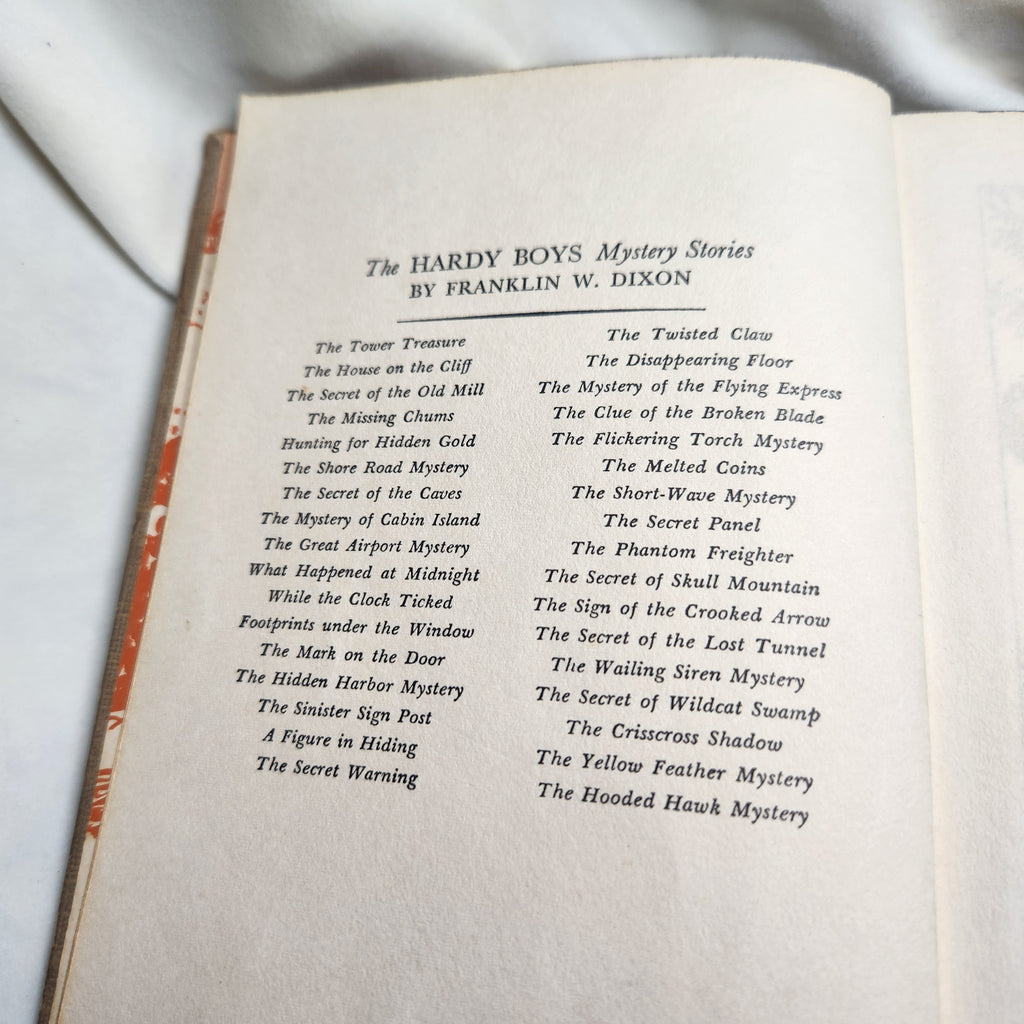 The HARDY BOYS Mystery Stories
BY FRANKLIN W. DIXON
The Tower Treasure
The House on the Cliff
The Secret of the Old Mill
The Missing Chums
Hunting for Hidden Gold
The Shore Road Mystery
The Secret of the Caves
The Mystery of Cabin Island
The Great Airport Mystery
What Happened at Midnight
While the Clock Ticked
Footprints under the Window
The Mark on the Door
The Hidden Harbor Mystery
The Sinister Sign Post
A Figure in Hiding
The Secret Warning
The Twisted Claw
The Disappearing Floor
The Mystery of the Flying Express
The Clue of the Broken Blade
The Flickering Torch Mystery
The Melted Coins
The Short-Wave Mystery
The Secret Panel
The Phantom Freighter
The Secret of Skull Mountain
The Sign of the Crooked Arrow
The Secret of the Lost Tunnel
The Wailing Siren Mystery
The Secret of Wildcat Swamp
The Crisscross Shadow
The Yellow Feather Mystery
The Hooded Hawk Mystery